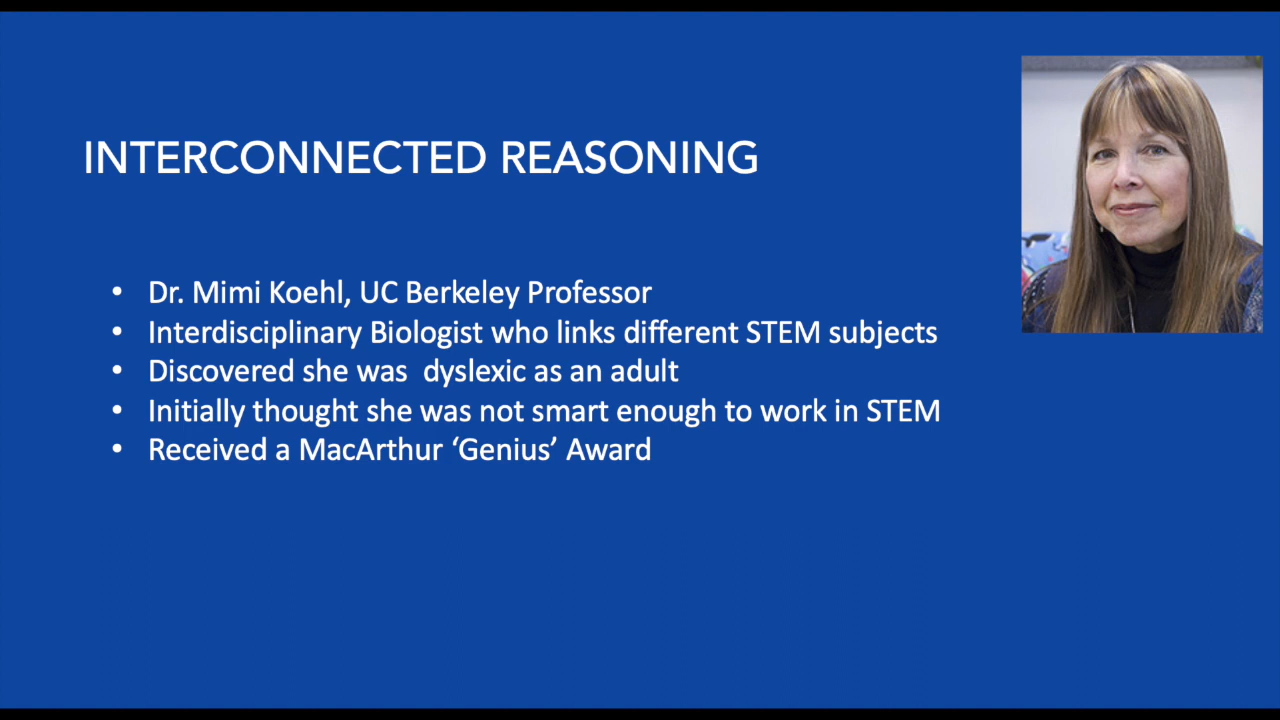 INTERCONNECTED REASONING
• Dr. Mimi Koehl, UC Berkeley Professor
• Interdisciplinary Biologist who links different STEM subjects
• Discovered she was  dyslexic as an adult
• Initially thought she was not smart enough to work in STEM
• Received a MacArthur ‘Genius’ Award